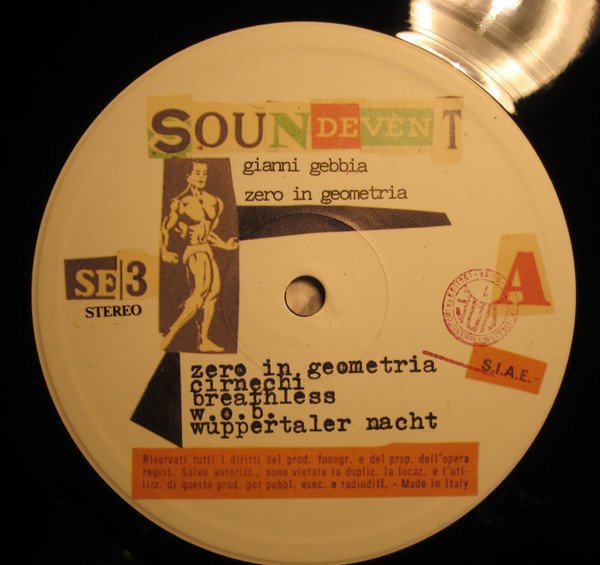 SOUNDEVENT
gianni gebbia
zero in geometria
SE|3
STEREO
A
S.I.A.E.-
zero in geometria
cirnechi
breathless
w.o.b.
wuppertaler nacht
Riservati tutti i diritti del prod. fonogr. e del prop. dell'opera
regist. Salvo autorizz., sono vietate la duplic. la locaz. e l'uti-
lizz. di questo prod. per pubbl. esec. e radiodiff. - Made in Italy